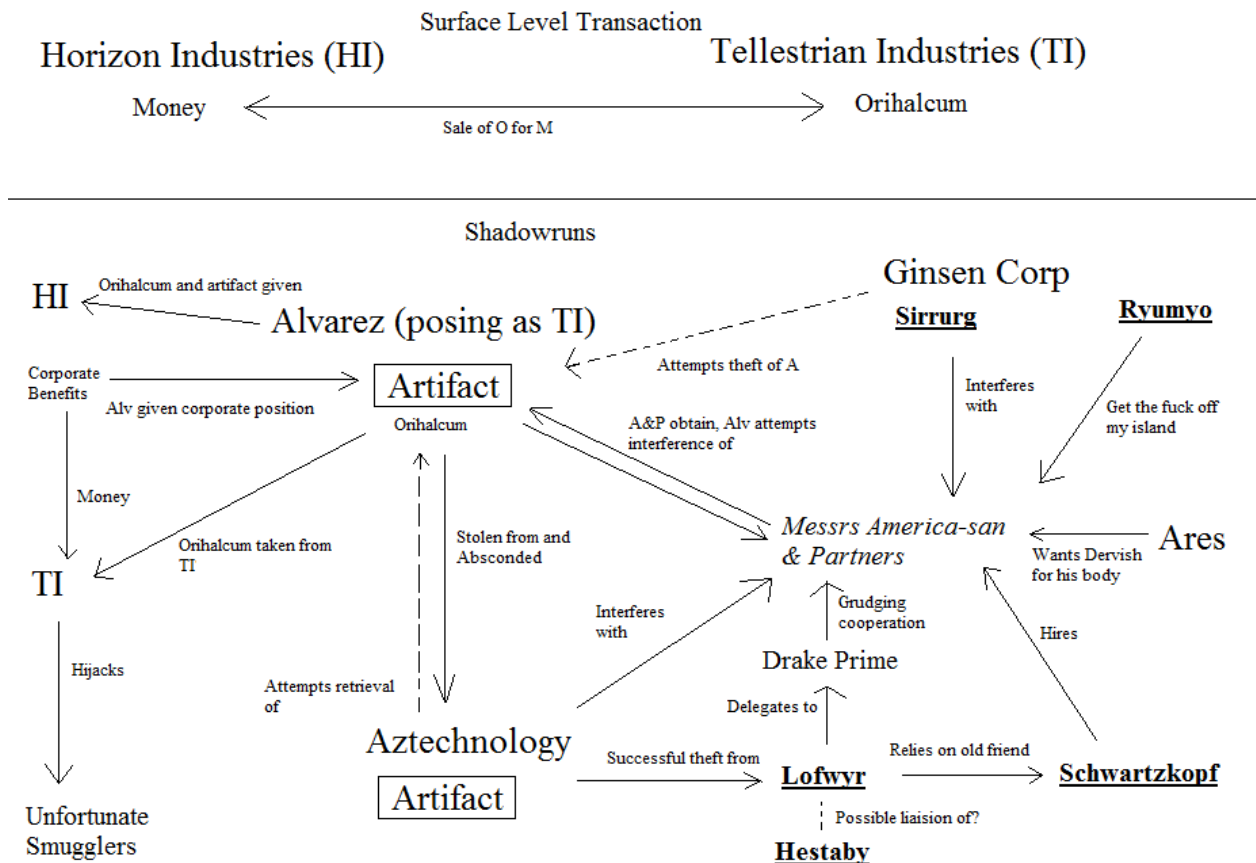 Surface Level Transaction
Horizon Industries (HI)
Tellestrian Industries (TI)
Money
Orihalcum
Sale of O for M
Shadowruns
HI
Orihalcum and artifact given
Alvarez (posing as TI)
Ginsen Corp
Sirrurg
Ryumyo
Attempts theft of A
Corporate
Benefits
Alv given corporate position
Artifact
Orihalcum
A&P obtain, Alv attempts
interference of
Interferes
with
Get the fuck off
my island
Money
Orihalcum taken from
TI
Stolen from and
Absconded
Messrs America-san
& Partners
Wants Dervish
for his body
Ares
TI
Interferes
with
Grudging
cooperation
Hires
Hijacks
Drake Prime
Attempts retrieval
of
Delegates to
Aztechnology
Artifact
Successful theft from
Lofwyr
Relies on old friend
Schwartzkopf
Possible liaision of?
Hestaby
Unfortunate
Smugglers